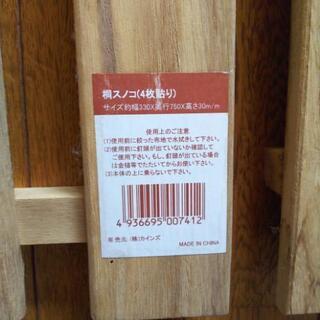 桐スノコ(4枚貼り)
サイズ約幅330X奥行750X高さ30m/m
使用上のご注意
(1)使用前に絞った布地で水拭きして下さい。
(2)使用前に釘頭が出ていないか確認して
ご使用下さい。もし、釘頭が出ている場合
は金槌等でたたいてからお使い下さい。
(3)本体の上に乗らないで下さい。
4 936695 007412
発売元 (株)カインズ
MADE IN CHINA